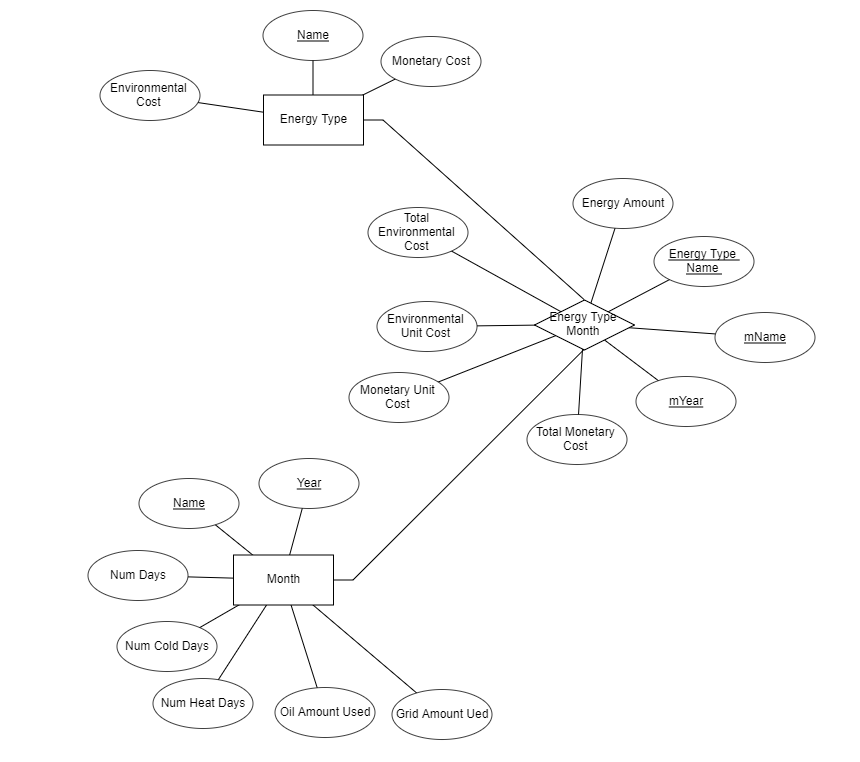 Name
Monetary Cost
Environmental
Cost
Energy Type
Energy Amount
Total
Environmental
Cost
Energy Type
Name
Environmental
Unit Cost
Energy Type
Month
mName
Monetary Unit
Cost
mYear
Total Monetary
Cost
Year
Name
Num Days
Month
Num Cold Days
Num Heat Days
Oil Amount Used
Grid Amount Ued